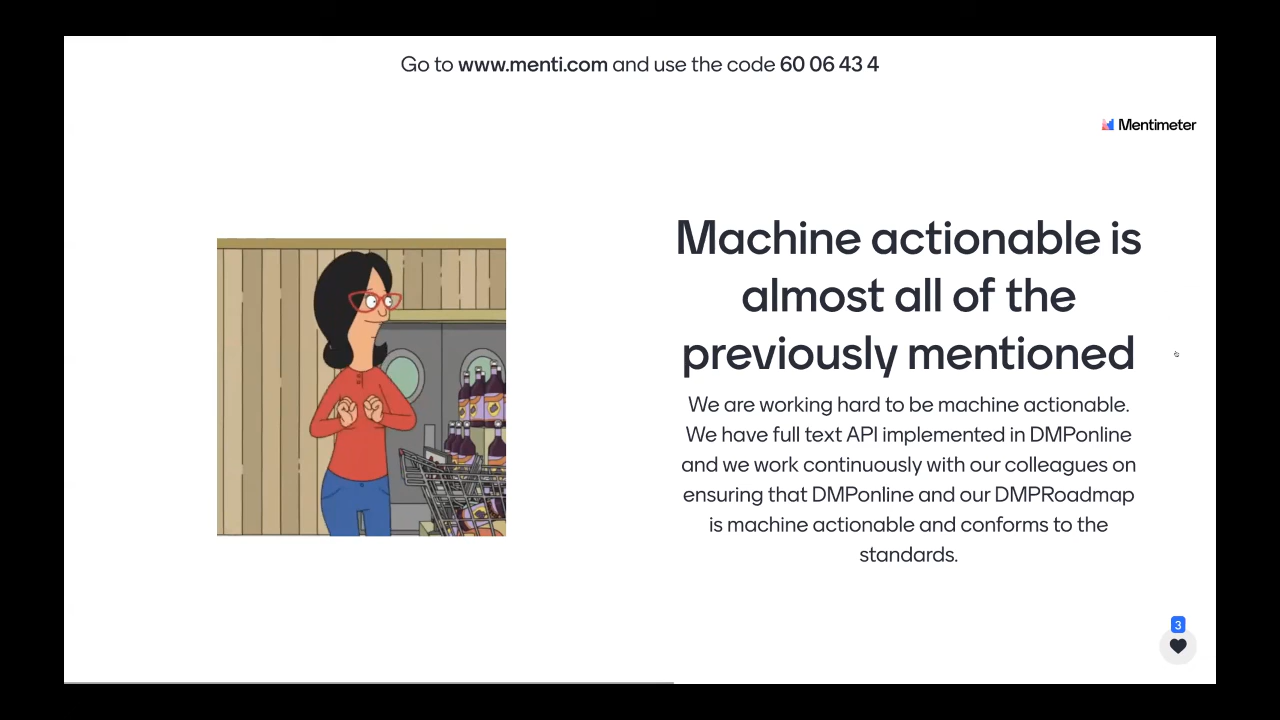 Go to www.menti.com and use the code 60 06 43 4
Mentimeter
Machine actionable is
almost all of the
previously mentioned
We are working hard to be machine actionable.
We have full text API implemented in DMPonline
and we work continuously with our colleagues on
ensuring that DMPonline and our DMPRoadmap
is machine actionable and conforms to the
standards.
3